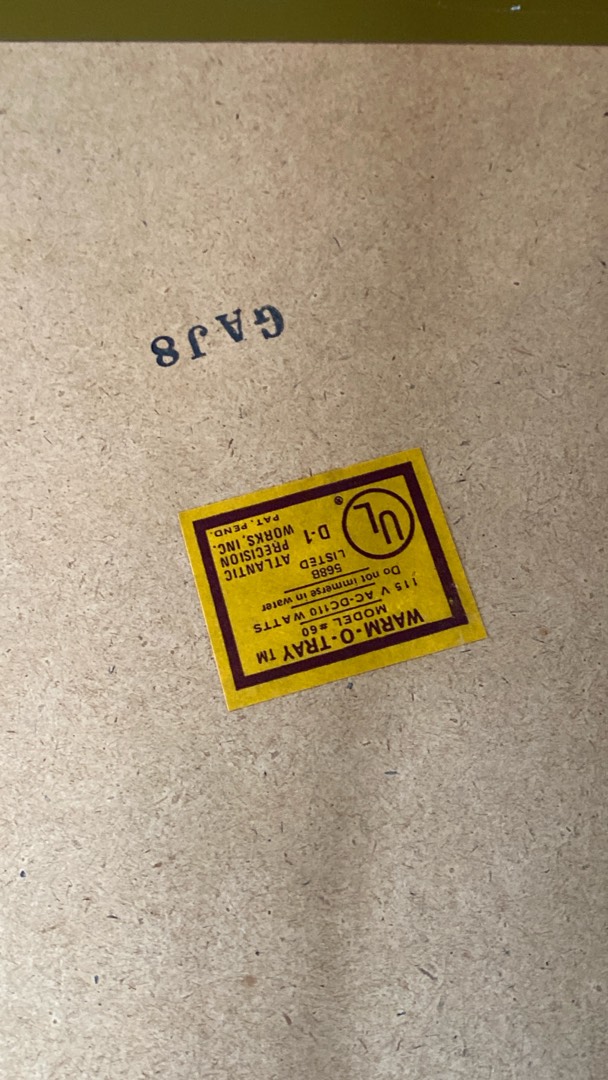 WARM-O-TRAY TM
MODEL #60
115 V AC-DC110 WATTS
Do not immerse in water
UL
®
568B
LISTED
D-1
ATLANTIC
PRECISION
WORKS, INC.
PAT. PEND.
GAJ8